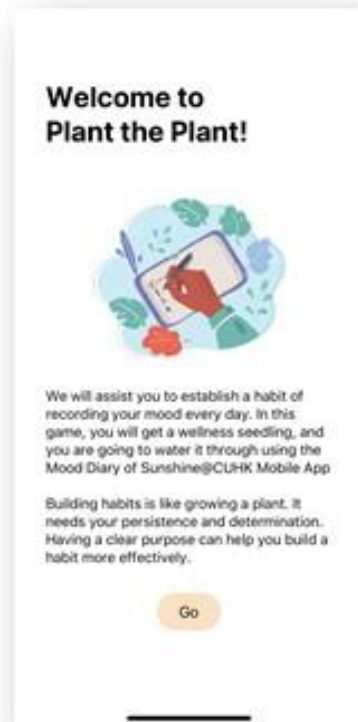 Welcome to
Plant the Plant!
We will assist you to establish a habit of
recording your mood every day. In this
game, you will get a wellness seedling, and
you are going to water it through using the
Mood Diary of Sunshine@CUHK Mobile App
Building habits is like growing a plant. It
needs your persistence and determination.
Having a clear purpose can help you build a
habit more effectively.
Go